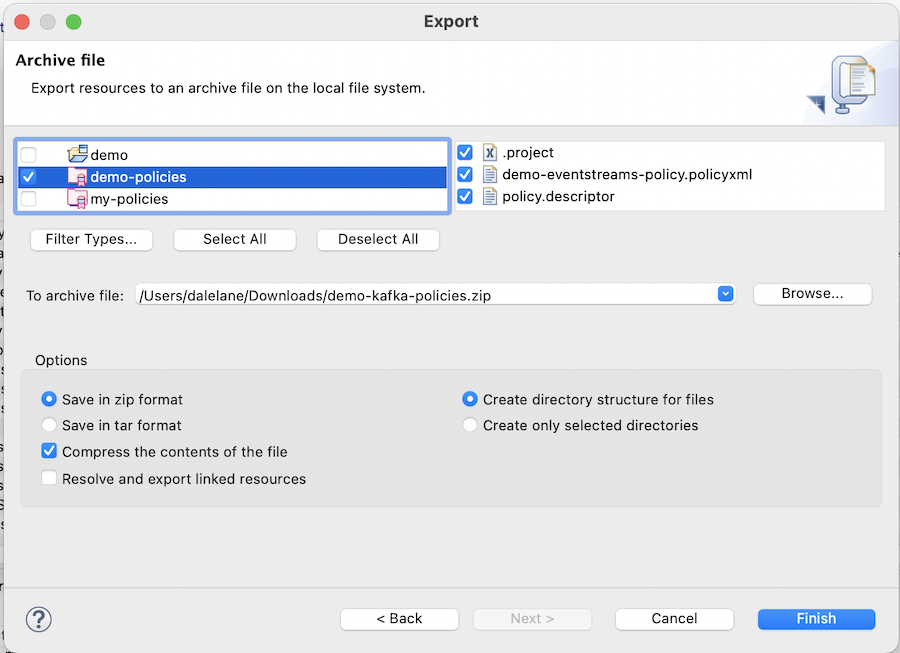 Export
Archive file
Export resources to an archive file on the local file system.
demo
demo-policies
my-policies
.project
demo-eventstreams-policy.policyxml
policy.descriptor
Filter Types...
Select All
Deselect All
To archive file:
/Users/dalelane/Downloads/demo-kafka-policies.zip
Browse...
Options
Save in zip format
Save in tar format
Compress the contents of the file
Resolve and export linked resources
Create directory structure for files
Create only selected directories
?
< Back
Next >
Cancel
Finish